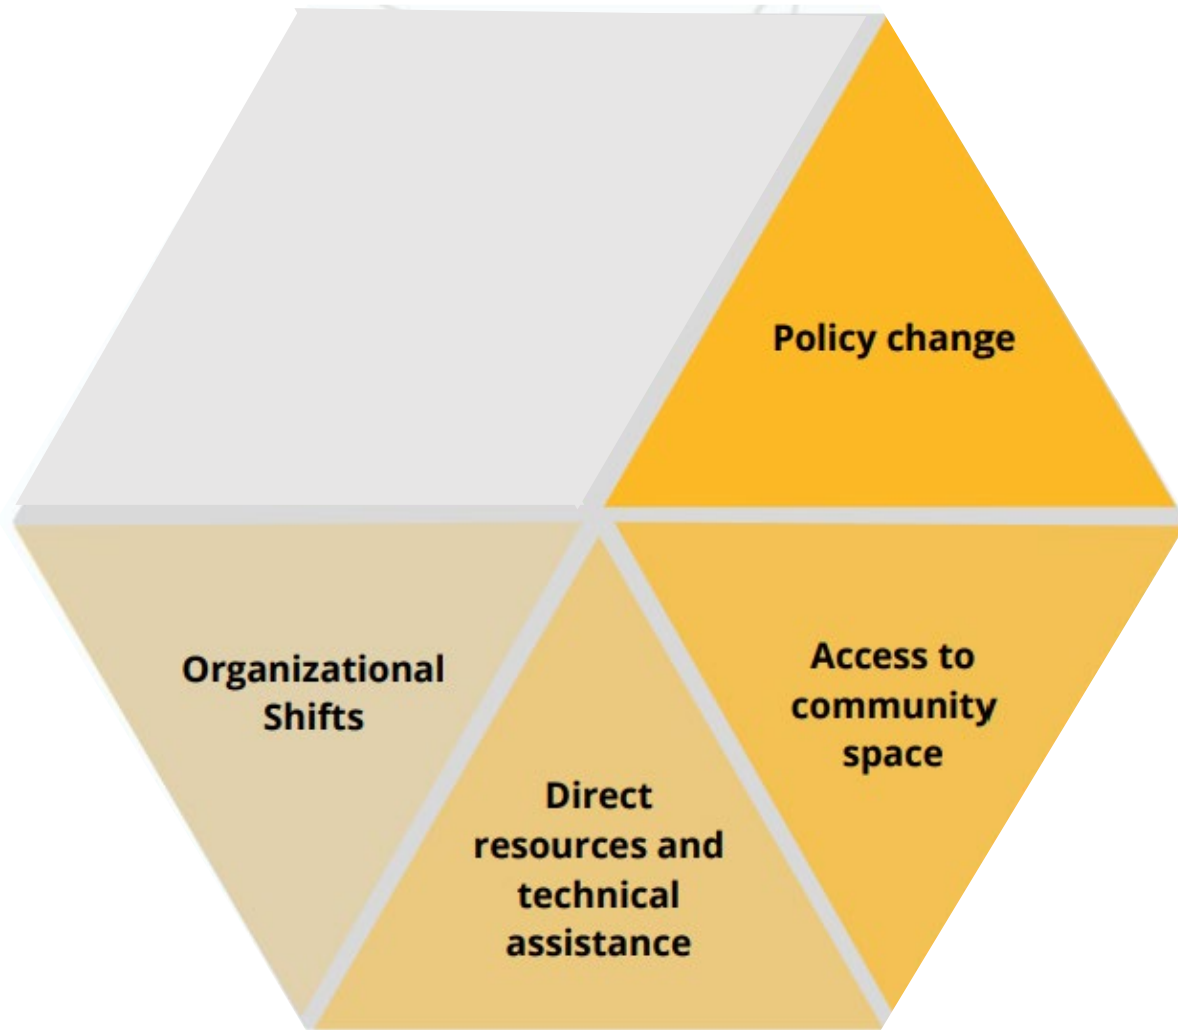 Policy change
Organizational
Shifts
Access to
community
space
Direct
resources and
technical
assistance